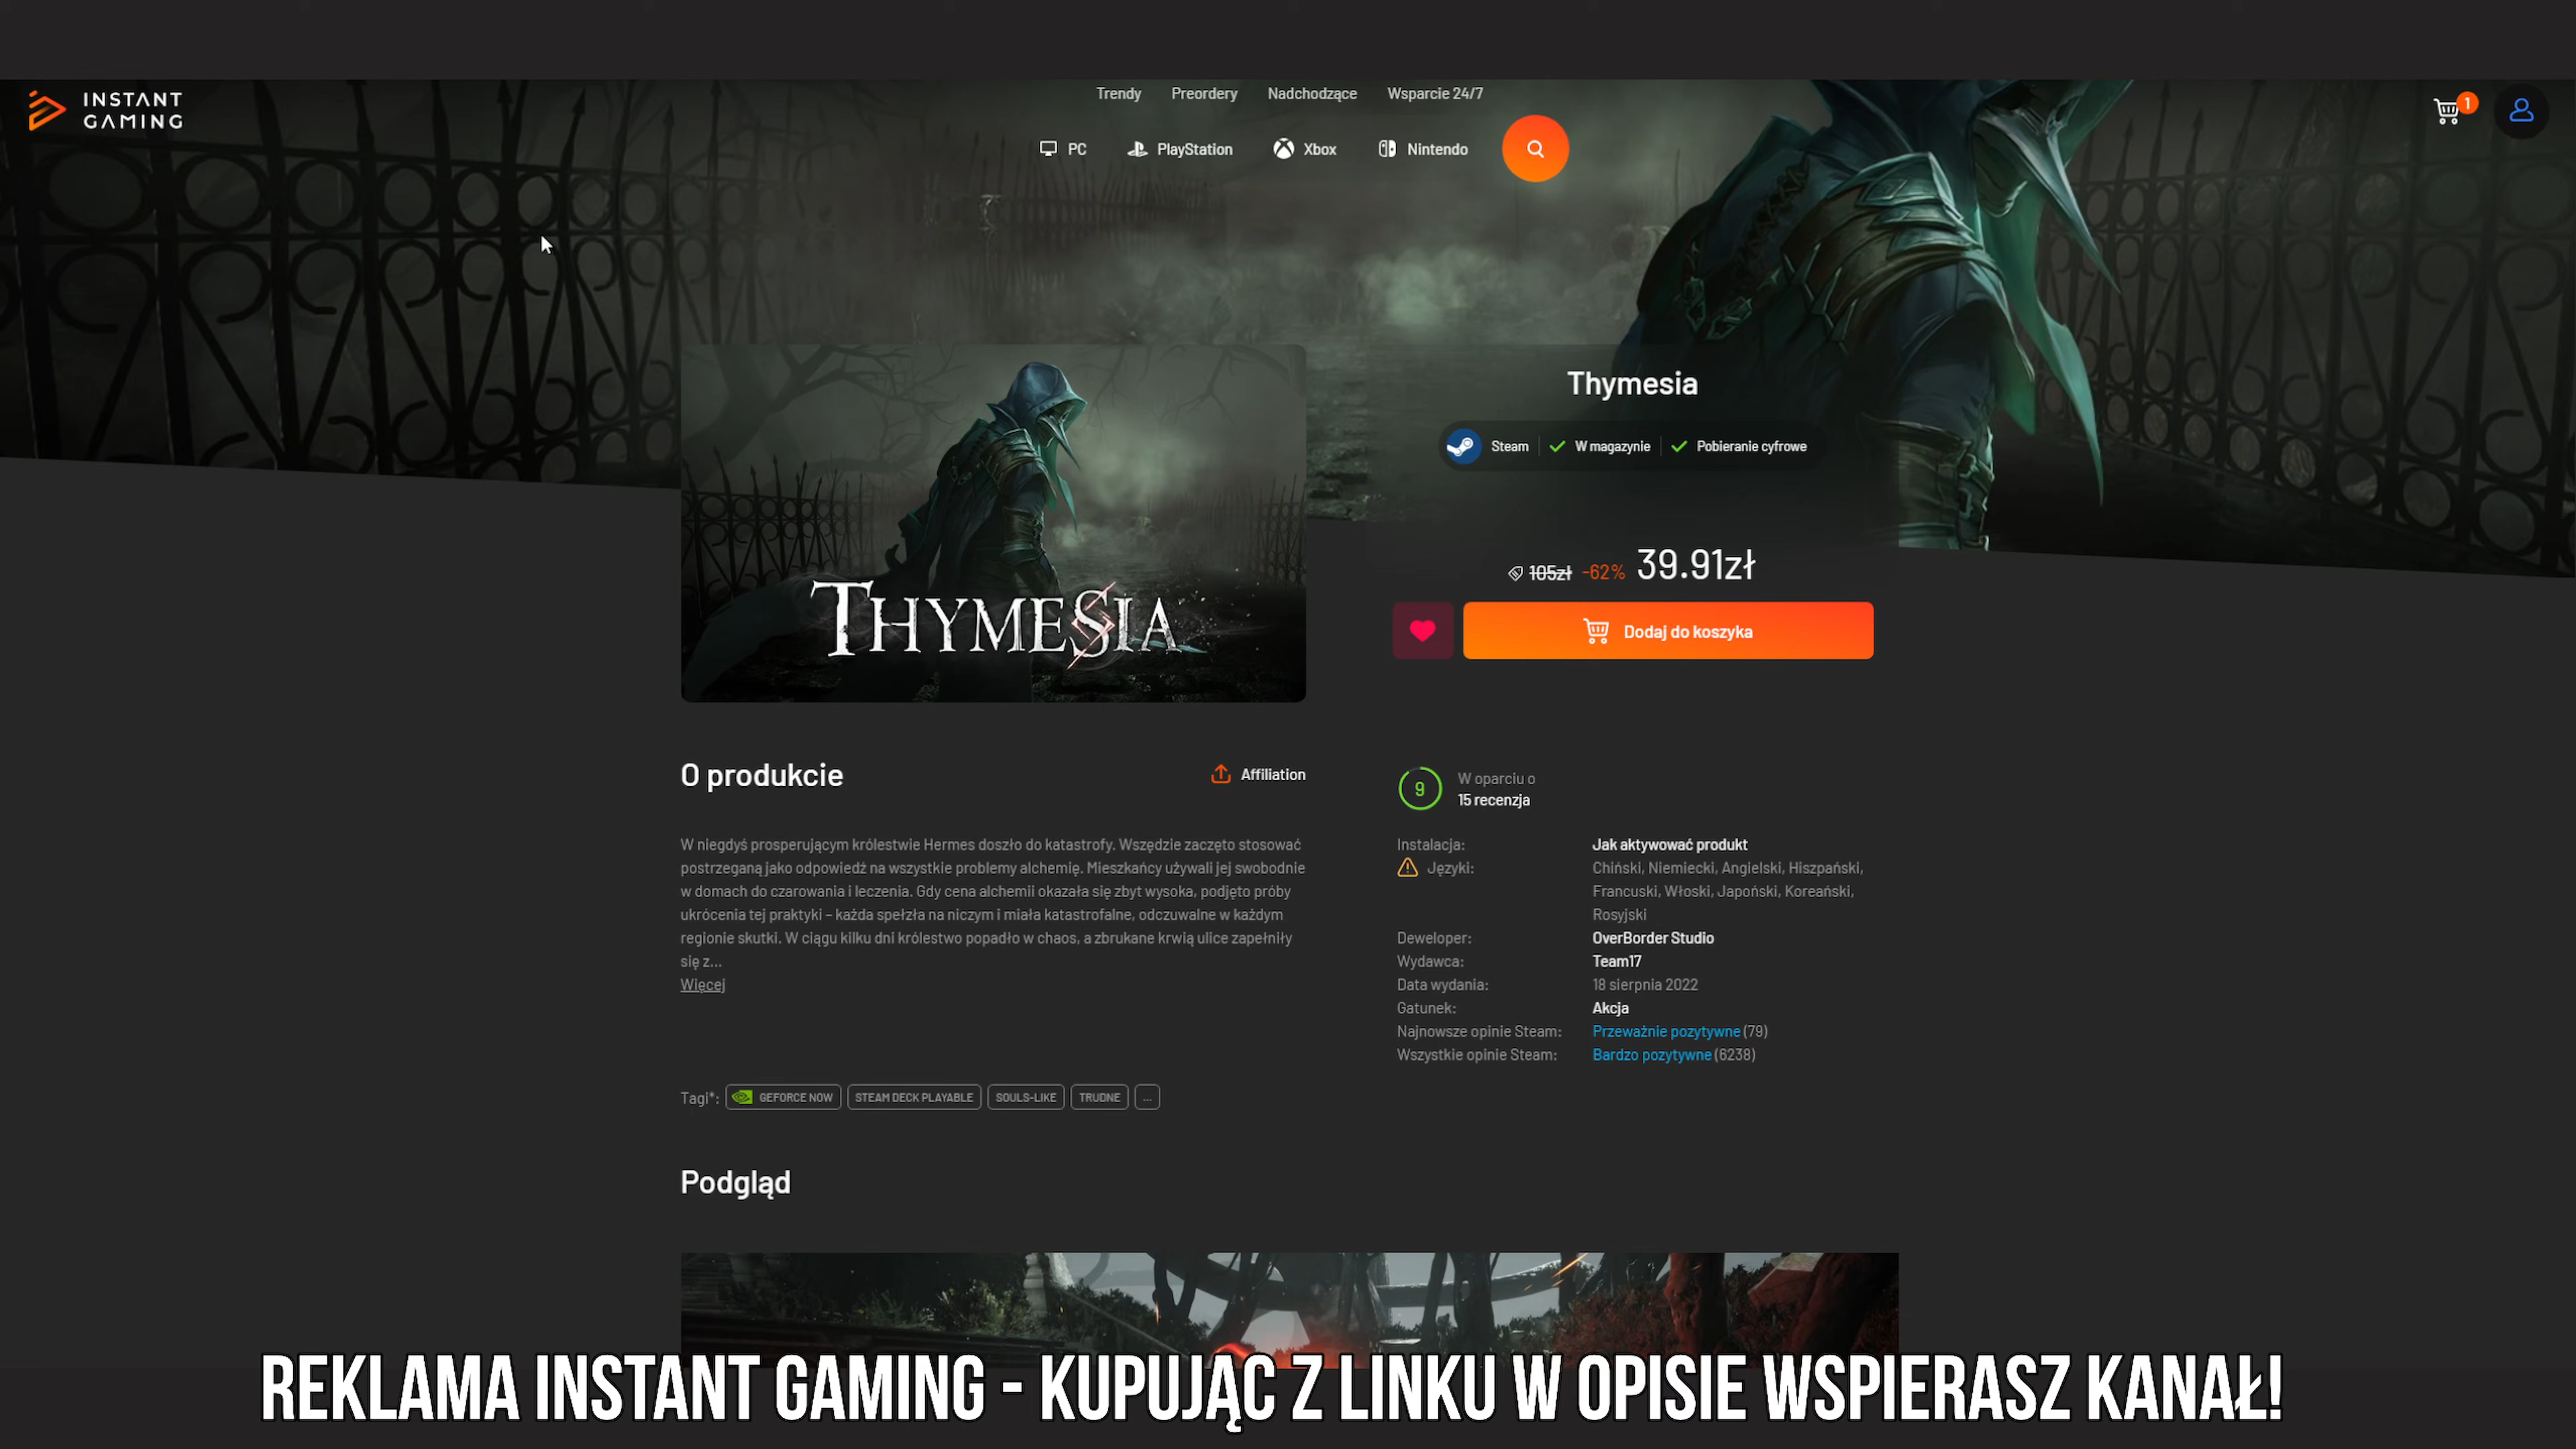 INSTANT
GAMING
Trendy Preordery Nadchodzące Wsparcie 24/7
1
PC PlayStation Xbox Nintendo
THYMESIA
Thymesia
Steam W magazynie Pobieranie cyfrowe
105zł -62% 39.91zł
Dodaj do koszyka
O produkcie
Affiliation
W niegdyś prosperującym królestwie Hermes doszło do katastrofy. Wszędzie zaczęto stosować
postrzeganą jako odpowiedź na wszystkie problemy alchemię. Mieszkańcy używali jej swobodnie
w domach do czarowania i leczenia. Gdy cena alchemii okazała się zbyt wysoka, podjęto próby
ukrócenia tej praktyki – każda spełzła na niczym i miała katastrofalne, odczuwalne w każdym
regionie skutki. W ciągu kilku dni królestwo popadło w chaos, a zbrukane krwią ulice zapełniły
się z...
Więcej
Tagi*: GEFORCE NOW STEAM DECK PLAYABLE SOULS-LIKE TRUDNE ...
9
W oparciu o
15 recenzja
Instalacja: Jak aktywować produkt
Języki: Chiński, Niemiecki, Angielski, Hiszpański,
Francuski, Włoski, Japoński, Koreański,
Rosyjski
Deweloper: OverBorder Studio
Wydawca: Team17
Data wydania: 18 sierpnia 2022
Gatunek: Akcja
Najnowsze opinie Steam: Przeważnie pozytywne (79)
Wszystkie opinie Steam: Bardzo pozytywne (6238)
Podgląd
REKLAMA INSTANT GAMING - KUPUJĄC Z LINKU W OPISIE WSPIERASZ KANAŁ!